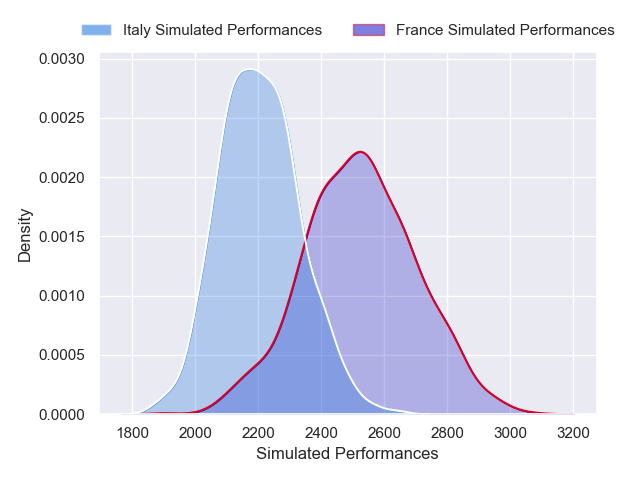 Italy Simulated Performances France Simulated Performances
0.0030
0.0025
0.0020
0.0015
0.0010
0.0005
0.0000
Density
1800 2000 2200 2400 2600 2800 3000 3200
Simulated Performances